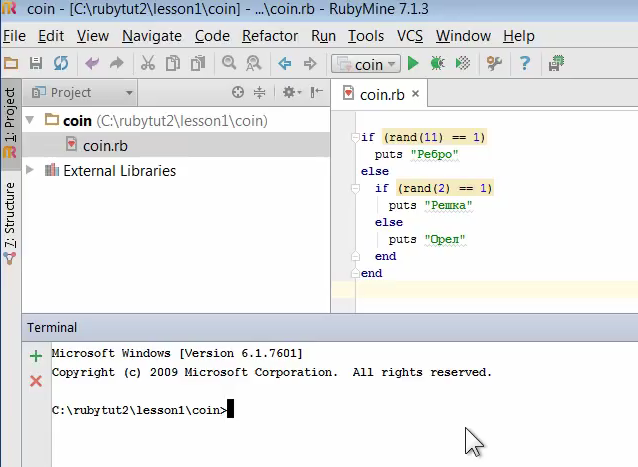 coin - [C:\rubytut2\lesson1\coin] - ...\coin.rb - RubyMine 7.1.3
File Edit View Navigate Code Refactor Run Tools VCS Window Help
coin
1: Project
7: Structure
Project
coin.rb
coin (C:\rubytut2\lesson1\coin)
coin.rb
External Libraries
if (rand(11) == 1)
puts "Ребро"
else
if (rand(2) == 1)
puts "Решка"
else
puts "Орел"
end
end
Terminal
Microsoft Windows [Version 6.1.7601]
Copyright (c) 2009 Microsoft Corporation. All rights reserved.
C:\rubytut2\lesson1\coin>